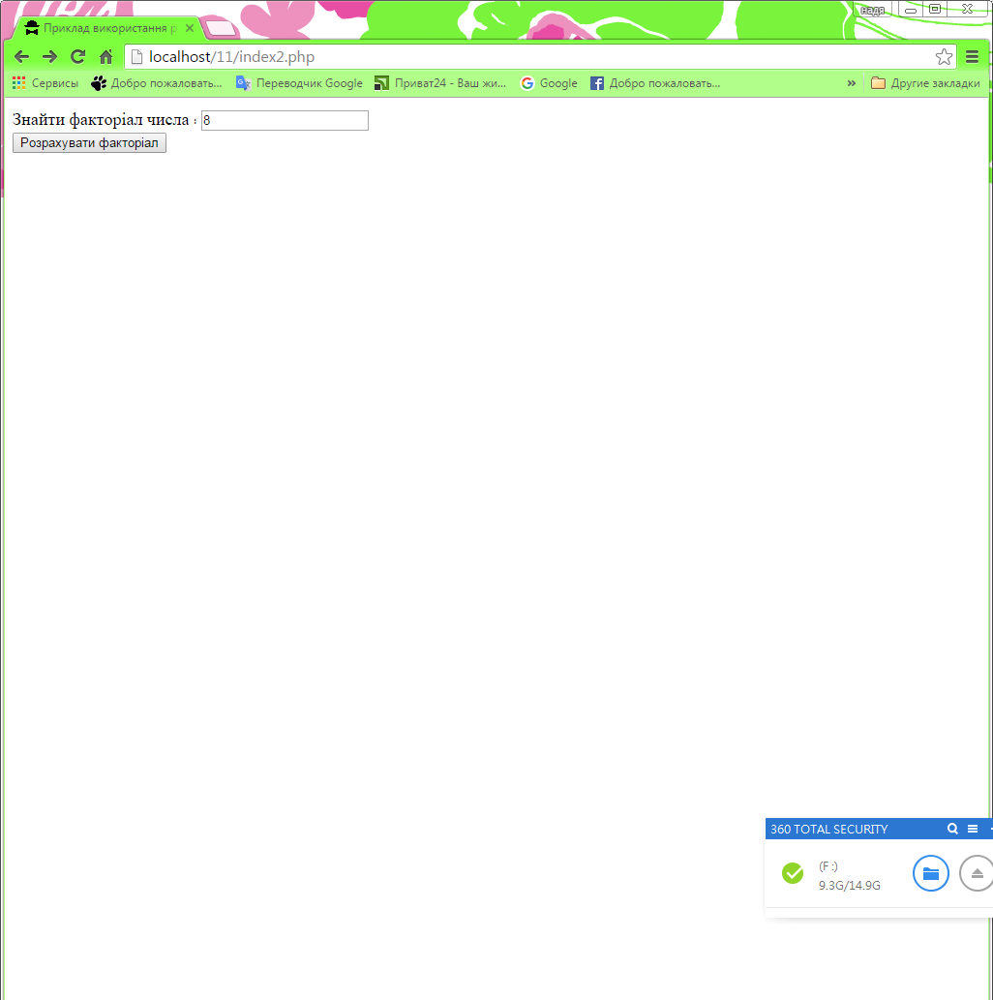 надя
Приклад використання р
localhost/11/index2.php
Сервисы Добро пожаловать... Переводчик Google Приват24 - Ваш жи... Google Добро пожаловать... » Другие закладки
Знайти факторіал числа : 8
Розрахувати факторіал
360 TOTAL SECURITY
(F:)
9.3G/14.9G